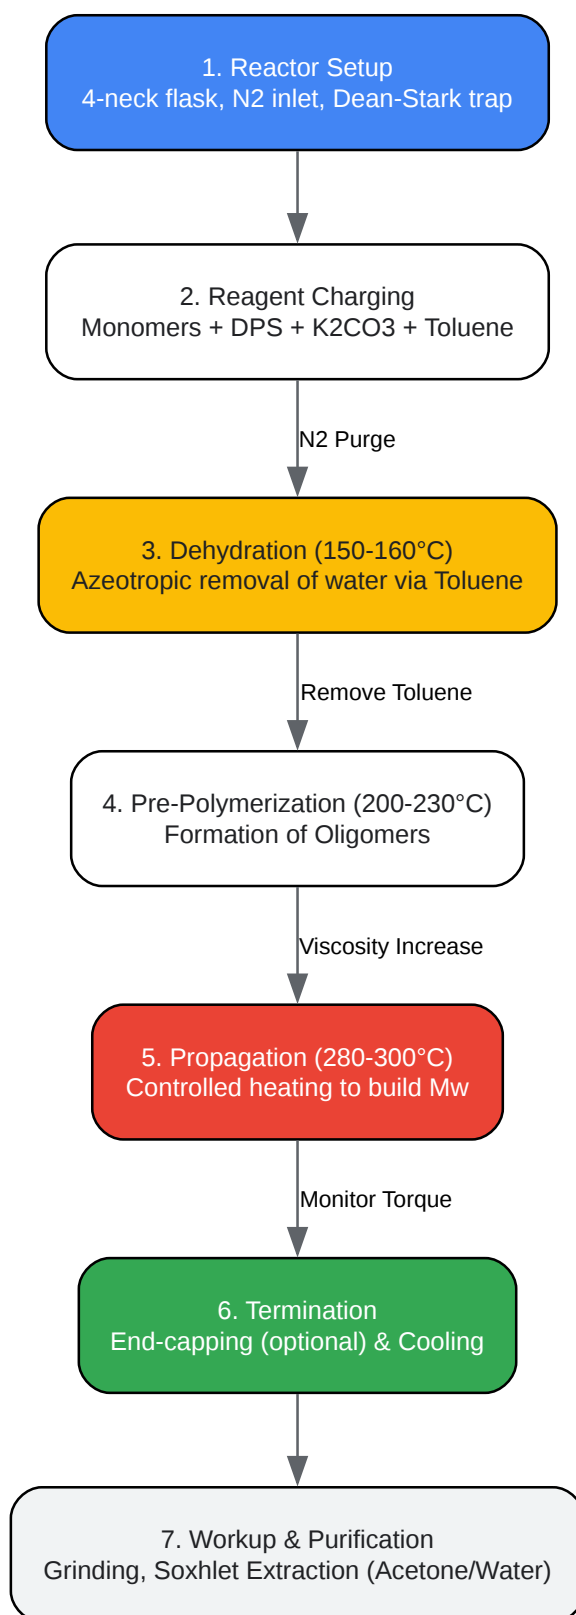 1. Reactor Setup
4-neck flask, N2 inlet, Dean-Stark trap
2. Reagent Charging
Monomers + DPS + K2CO3 + Toluene
N2 Purge
3. Dehydration (150-160°C)
Azeotropic removal of water via Toluene
Remove Toluene
4. Pre-Polymerization (200-230°C)
Formation of Oligomers
Viscosity Increase
5. Propagation (280-300°C)
Controlled heating to build Mw
Monitor Torque
6. Termination
End-capping (optional) & Cooling
7. Workup & Purification
Grinding, Soxhlet Extraction (Acetone/Water)